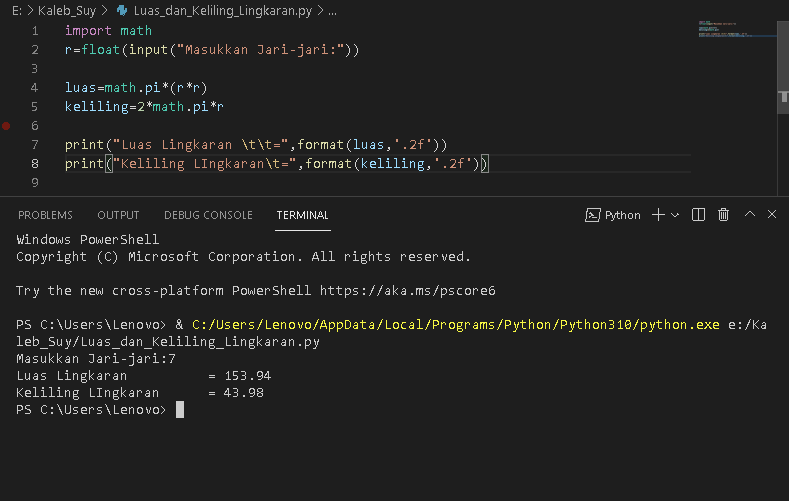 E: > Kaleb_Suy > Luas_dan_Keliling_Lingkaran.py > ...
1 import math
2 r=float(input("Masukkan Jari-jari:"))
3
4 luas=math.pi*(r*r)
5 keliling=2*math.pi*r
6
7 print("Luas Lingkaran \t\t=",format(luas,'.2f'))
8 print("Keliling LIngkaran\t=",format(keliling,'.2f'))
9
PROBLEMS OUTPUT DEBUG CONSOLE TERMINAL Python
Windows PowerShell
Copyright (C) Microsoft Corporation. All rights reserved.
Try the new cross-platform PowerShell https://aka.ms/pscore6
PS C:\Users\Lenovo> & C:/Users/Lenovo/AppData/Local/Programs/Python/Python310/python.exe e:/Ka
leb_Suy/Luas_dan_Keliling_Lingkaran.py
Masukkan Jari-jari:7
Luas Lingkaran = 153.94
Keliling LIngkaran = 43.98
PS C:\Users\Lenovo>